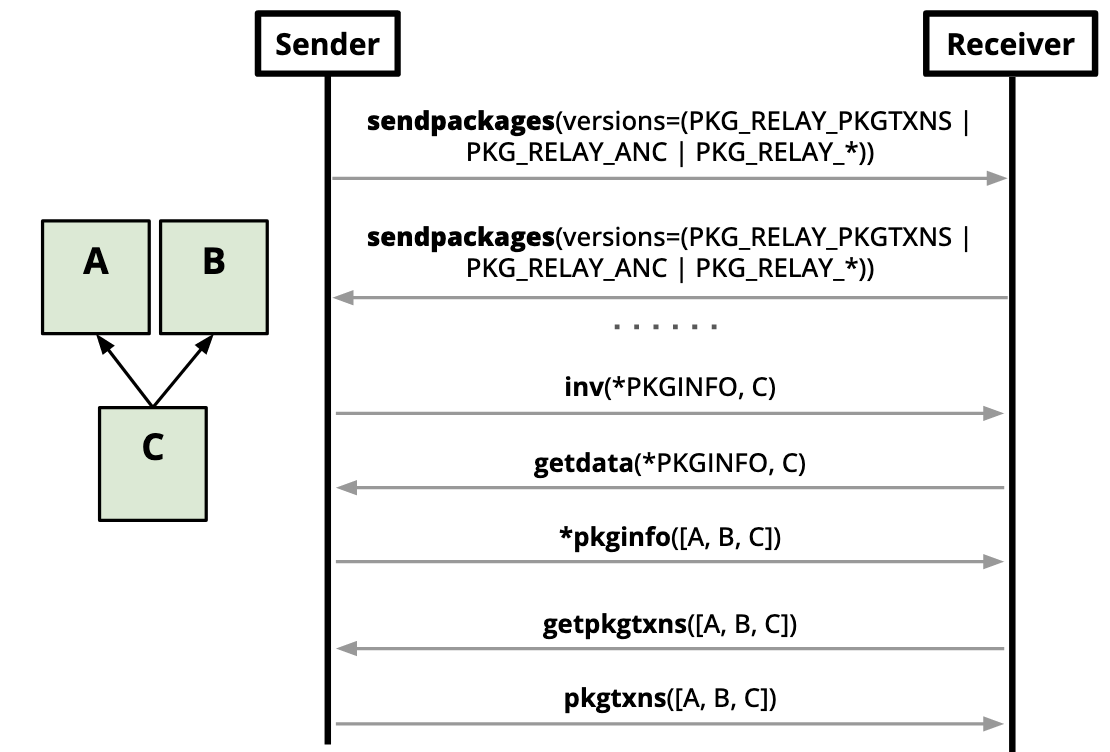 Sender
Receiver
sendpackages(versions=(PKG_RELAY_PKGTXNS |
PKG_RELAY_ANC | PKG_RELAY_*))
sendpackages(versions=(PKG_RELAY_PKGTXNS |
PKG_RELAY_ANC | PKG_RELAY_*))
. . . . . .
A
B
C
inv(*PKGINFO, C)
getdata(*PKGINFO, C)
*pkginfo([A, B, C])
getpkgtxns([A, B, C])
pkgtxns([A, B, C])